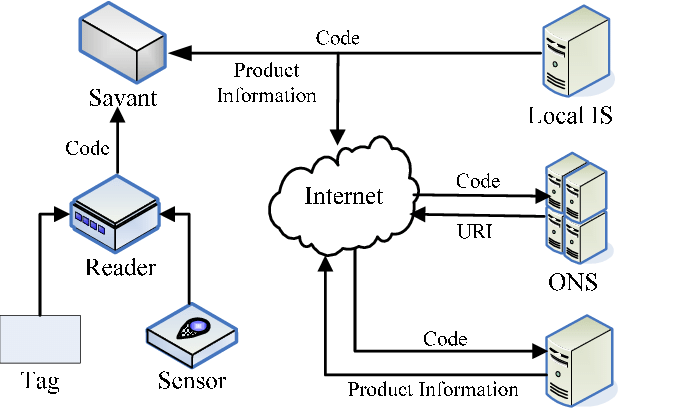 Code
Savant
Product
Information
Local IS
Code
Internet
Code
URI
Reader
ONS
Code
Tag
Sensor
Product Information